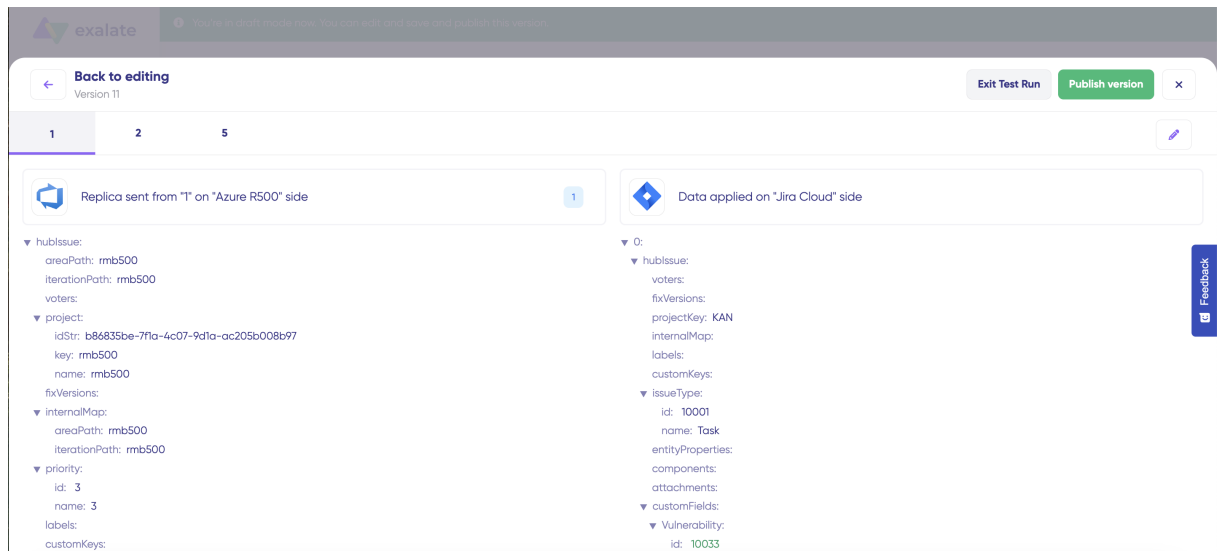 exalate
You're in draft mode now. You can edit and save and publish this version.
Back to editing
Version 11
Exit Test Run
Publish version
1
2
5
Replica sent from "1" on "Azure R500" side
1
Data applied on "Jira Cloud" side
hubIssue:
areaPath: rmb500
iterationPath: rmb500
voters:
project:
idStr: b86835be-7f1a-4c07-9d1a-ac205b008b97
key: rmb500
name: rmb500
fixVersions:
internalMap:
areaPath: rmb500
iterationPath: rmb500
priority:
id: 3
name: 3
labels:
customKeys:
0:
hubIssue:
voters:
fixVersions:
projectKey: KAN
internalMap:
labels:
customKeys:
issueType:
id: 10001
name: Task
entityProperties:
components:
attachments:
customFields:
Vulnerability:
id: 10033
Feedback